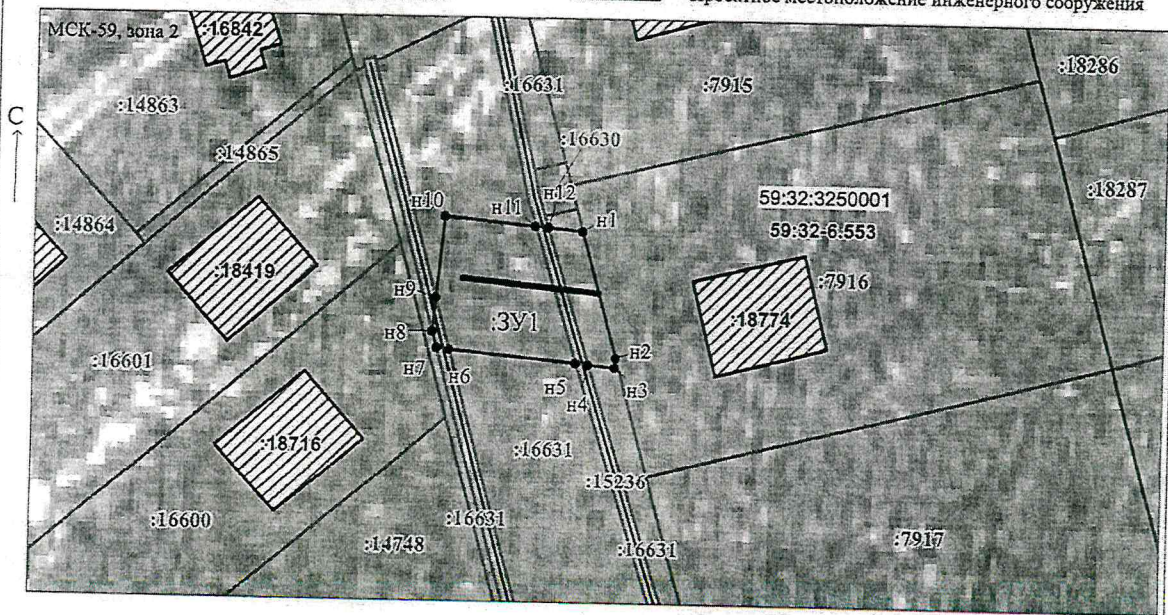 местоположение инженерного сооружения
МСК-59, зона 2
:16842
:16631
:7915
:18286
:14863
С
:16630
:14865
59:32:3250001
:18287
н12
н10
н11
н1
:14864
59:32-6.553
:18419
:7916
н9
:ЗУ1
:18774
н8
н2
:16601
н7
н6
н5
н4
н3
:18716
:16631
:15236
:16600
:16631
:14748
:16631
:7917